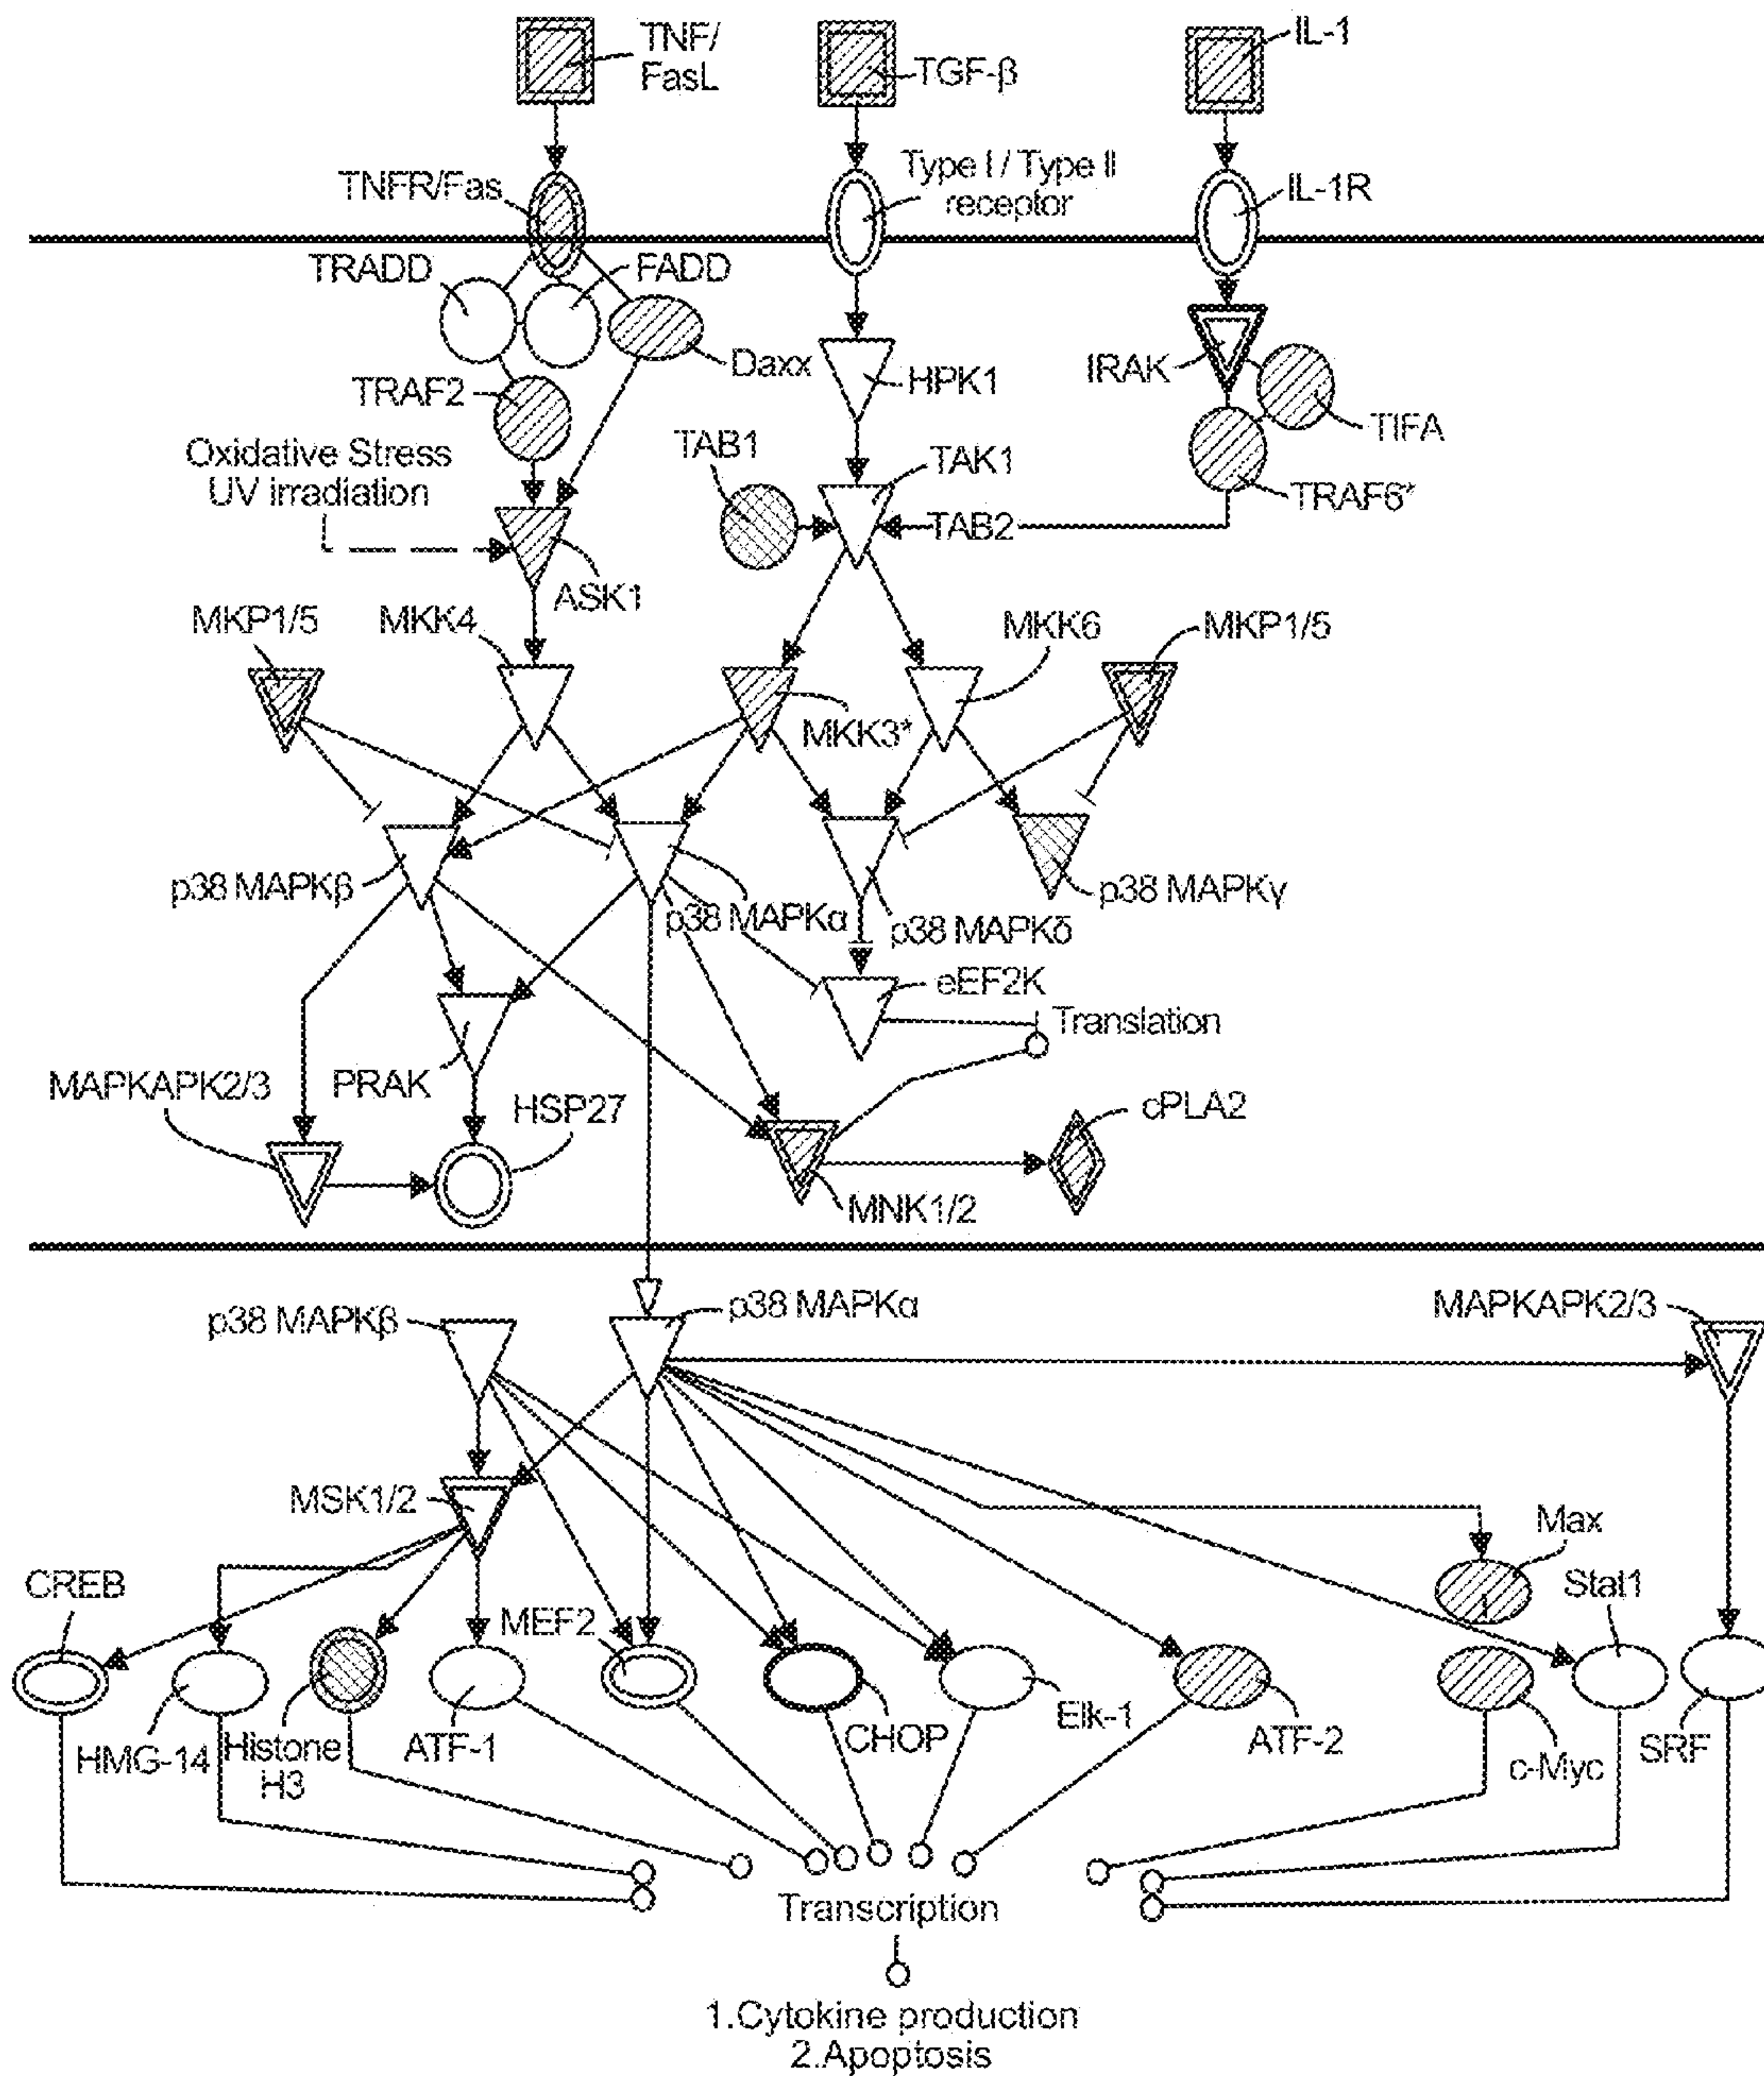 TNF/
FasL
TGF-β
IL-1
TNFR/Fas
Type I / Type II
receptor
IL-1R
TRADD
FADD
Daxx
HPK1
IRAK
TIFA
TRAF2
Oxidative Stress
UV irradiation
TAB1
TAK1
TRAF6*
TAB2
ASK1
MKP1/5
MKK4
MKK6
MKP1/5
MKK3*
p38 MAPKβ
p38 MAPKα
p38 MAPKδ
p38 MAPKγ
eEF2K
Translation
MAPKAPK2/3
PRAK
HSP27
cPLA2
MNK1/2
p38 MAPKβ
p38 MAPKα
MAPKAPK2/3
MSK1/2
Max
CREB
MEF2
Stat1
HMG-14
Histone
H3
ATF-1
CHOP
Elk-1
ATF-2
c-Myc
SRF
Transcription
1.Cytokine production
2.Apoptosis